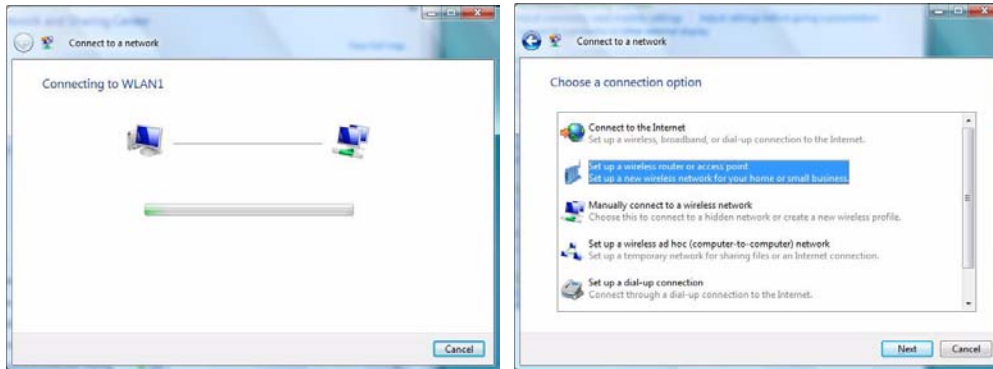 Connect to a network
Connecting to WLAN1
Cancel
Connect to a network
Choose a connection option
Connect to the Internet
Set up a wireless, broadband, or dial-up connection to the Internet.
Set up a wireless router or access point
Set up a new wireless network for your home or small business.
Manually connect to a wireless network
Choose this to connect to a hidden network or create a new wireless profile.
Set up a wireless ad hoc (computer-to-computer) network
Set up a temporary network for sharing files or an Internet connection.
Set up a dial-up connection
Connect through a dial-up connection to the Internet.
Next
Cancel